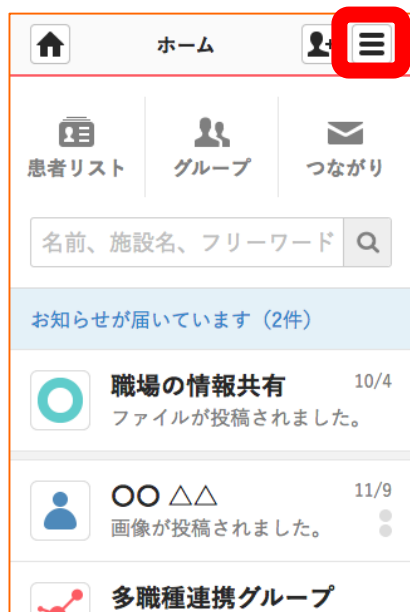 ホーム
患者リスト
グループ
つながり
名前、施設名、フリーワード
お知らせが届いています（2件）
職場の情報共有 10/4
ファイルが投稿されました。
〇〇 △△ 11/9
画像が投稿されました。
多職種連携グループ